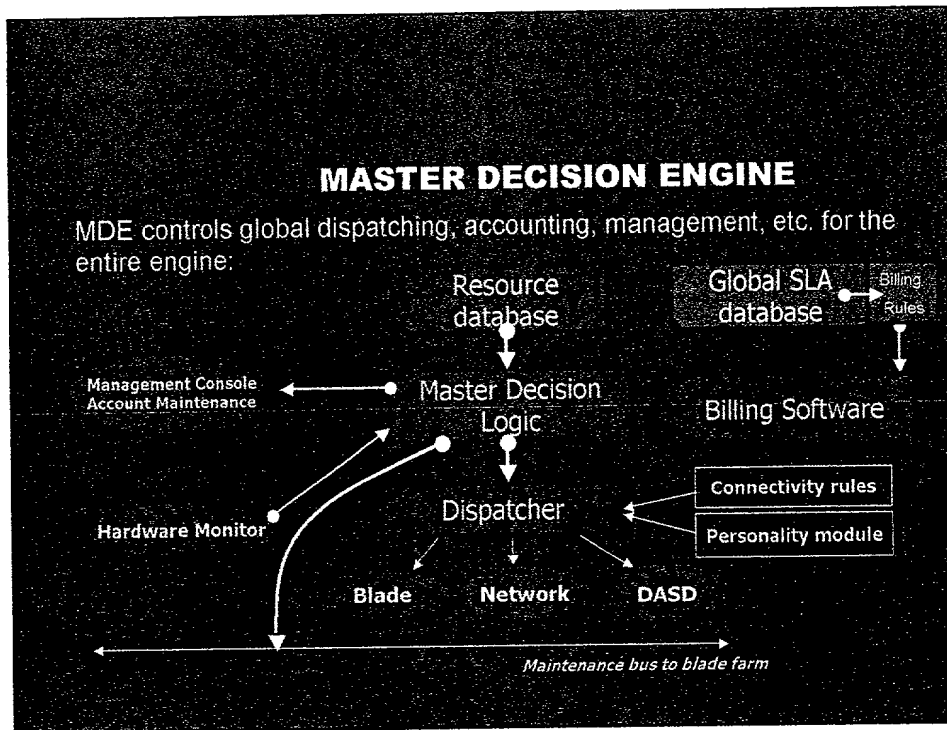 MASTER DECISION ENGINE
MDE controls global dispatching, accounting, management, etc. for the
entire engine:
Resource
database
Global SLA
database
Billing
Rules
Management Console
Account Maintenance
Master Decision
Logic
Billing Software
Hardware Monitor
Dispatcher
Connectivity rules
Personality module
Blade
Network
DASD
Maintenance bus to blade farm